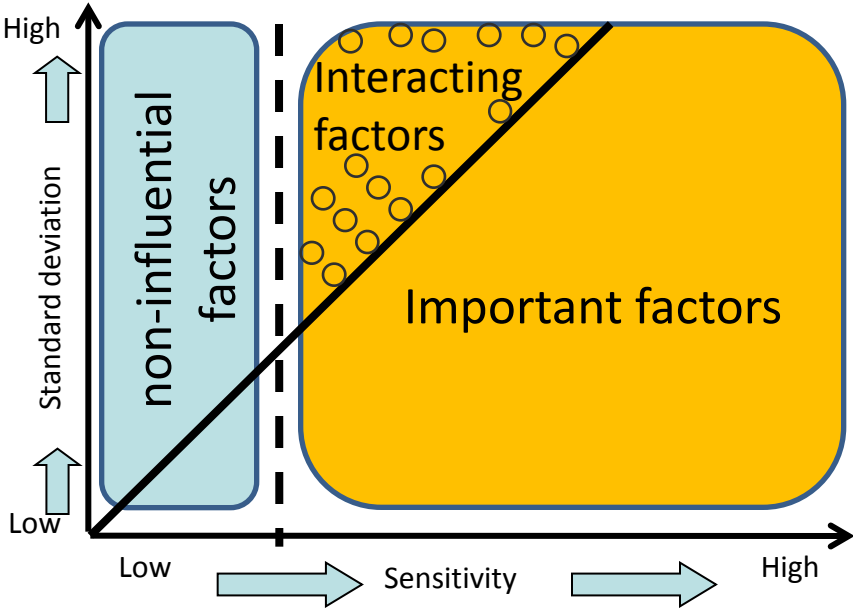 High
Standard deviation
Low
non-influential
factors
Interacting
factors
Important factors
Low
Sensitivity
High